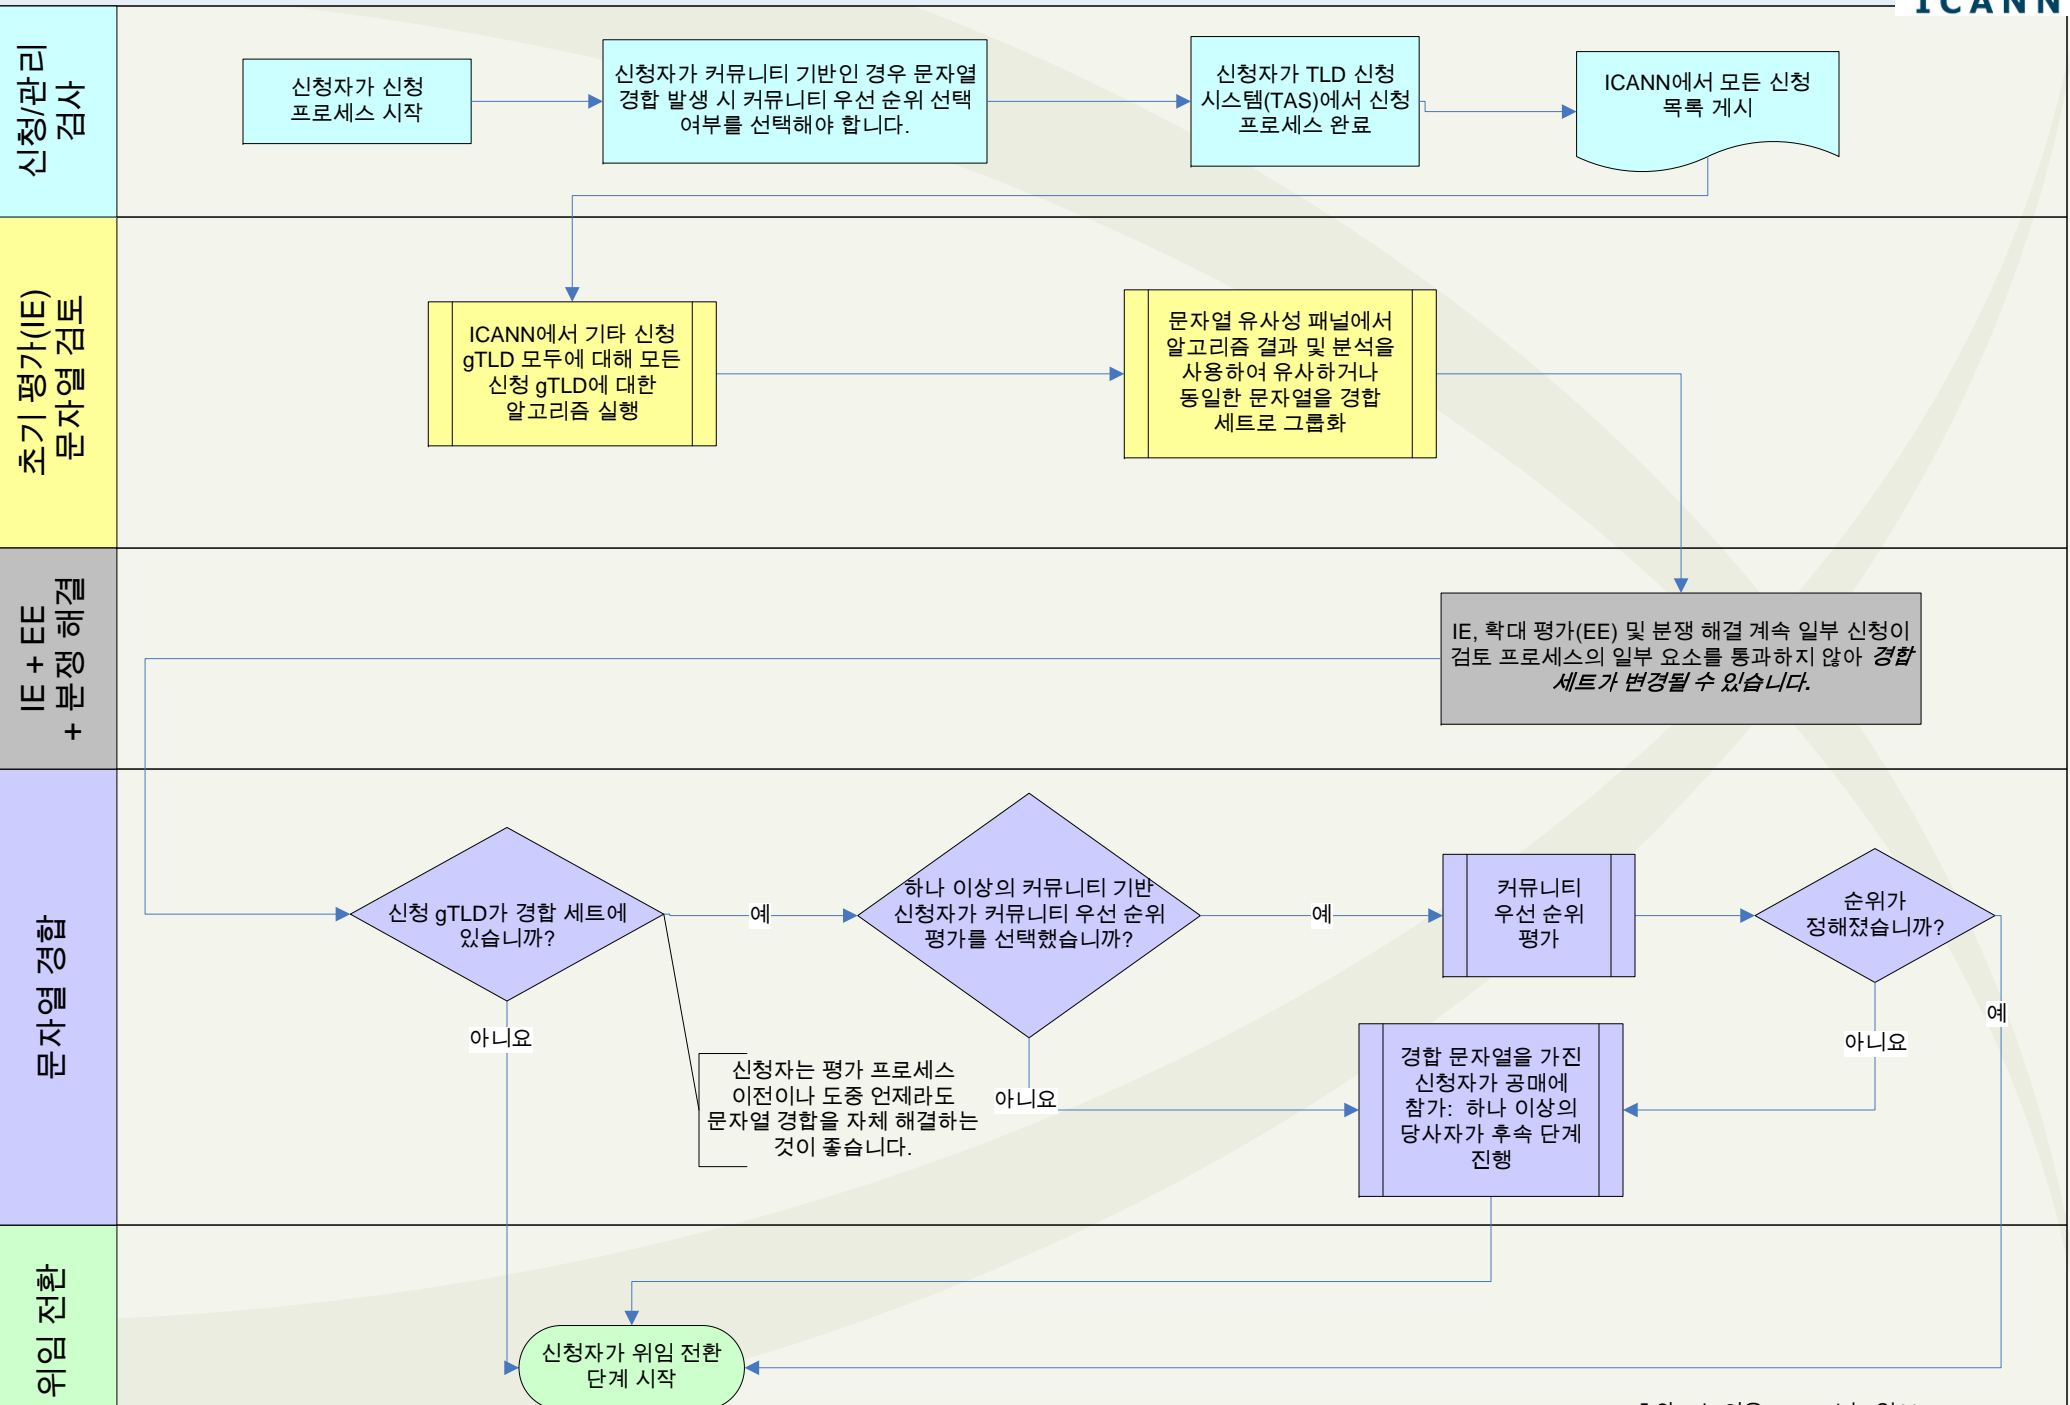 ICANN
신청/관리
검사
신청자가 신청
프로세스 시작
신청자가 커뮤니티 기반인 경우 문자열
경합 발생 시 커뮤니티 우선 순위 선택
여부를 선택해야 합니다.
신청자가 TLD 신청
시스템(TAS)에서 신청
프로세스 완료
ICANN에서 모든 신청
목록 게시
초기 평가(IE)
문자열 검토
ICANN에서 기타 신청
gTLD 모두에 대해 모든
신청 gTLD에 대한
알고리즘 실행
문자열 유사성 패널에서
알고리즘 결과 및 분석을
사용하여 유사하거나
동일한 문자열을 경합
세트로 그룹화
IE + EE
+ 분쟁 해결
IE, 확대 평가(EE) 및 분쟁 해결 계속 일부 신청이
검토 프로세스의 일부 요소를 통과하지 않아 경합
세트가 변경될 수 있습니다.
문자열 경합
신청 gTLD가 경합 세트에
있습니까?
예
하나 이상의 커뮤니티 기반
신청자가 커뮤니티 우선 순위
평가를 선택했습니까?
예
커뮤니티
우선 순위
평가
순위가
정해졌습니까?
예
아니요
아니요
아니요
신청자는 평가 프로세스
이전이나 도중 언제라도
문자열 경합을 자체 해결하는
것이 좋습니다.
경합 문자열을 가진
신청자가 공매에
참가: 하나 이상의
당사자가 후속 단계
진행
위임 전환
신청자가 위임 전환
단계 시작